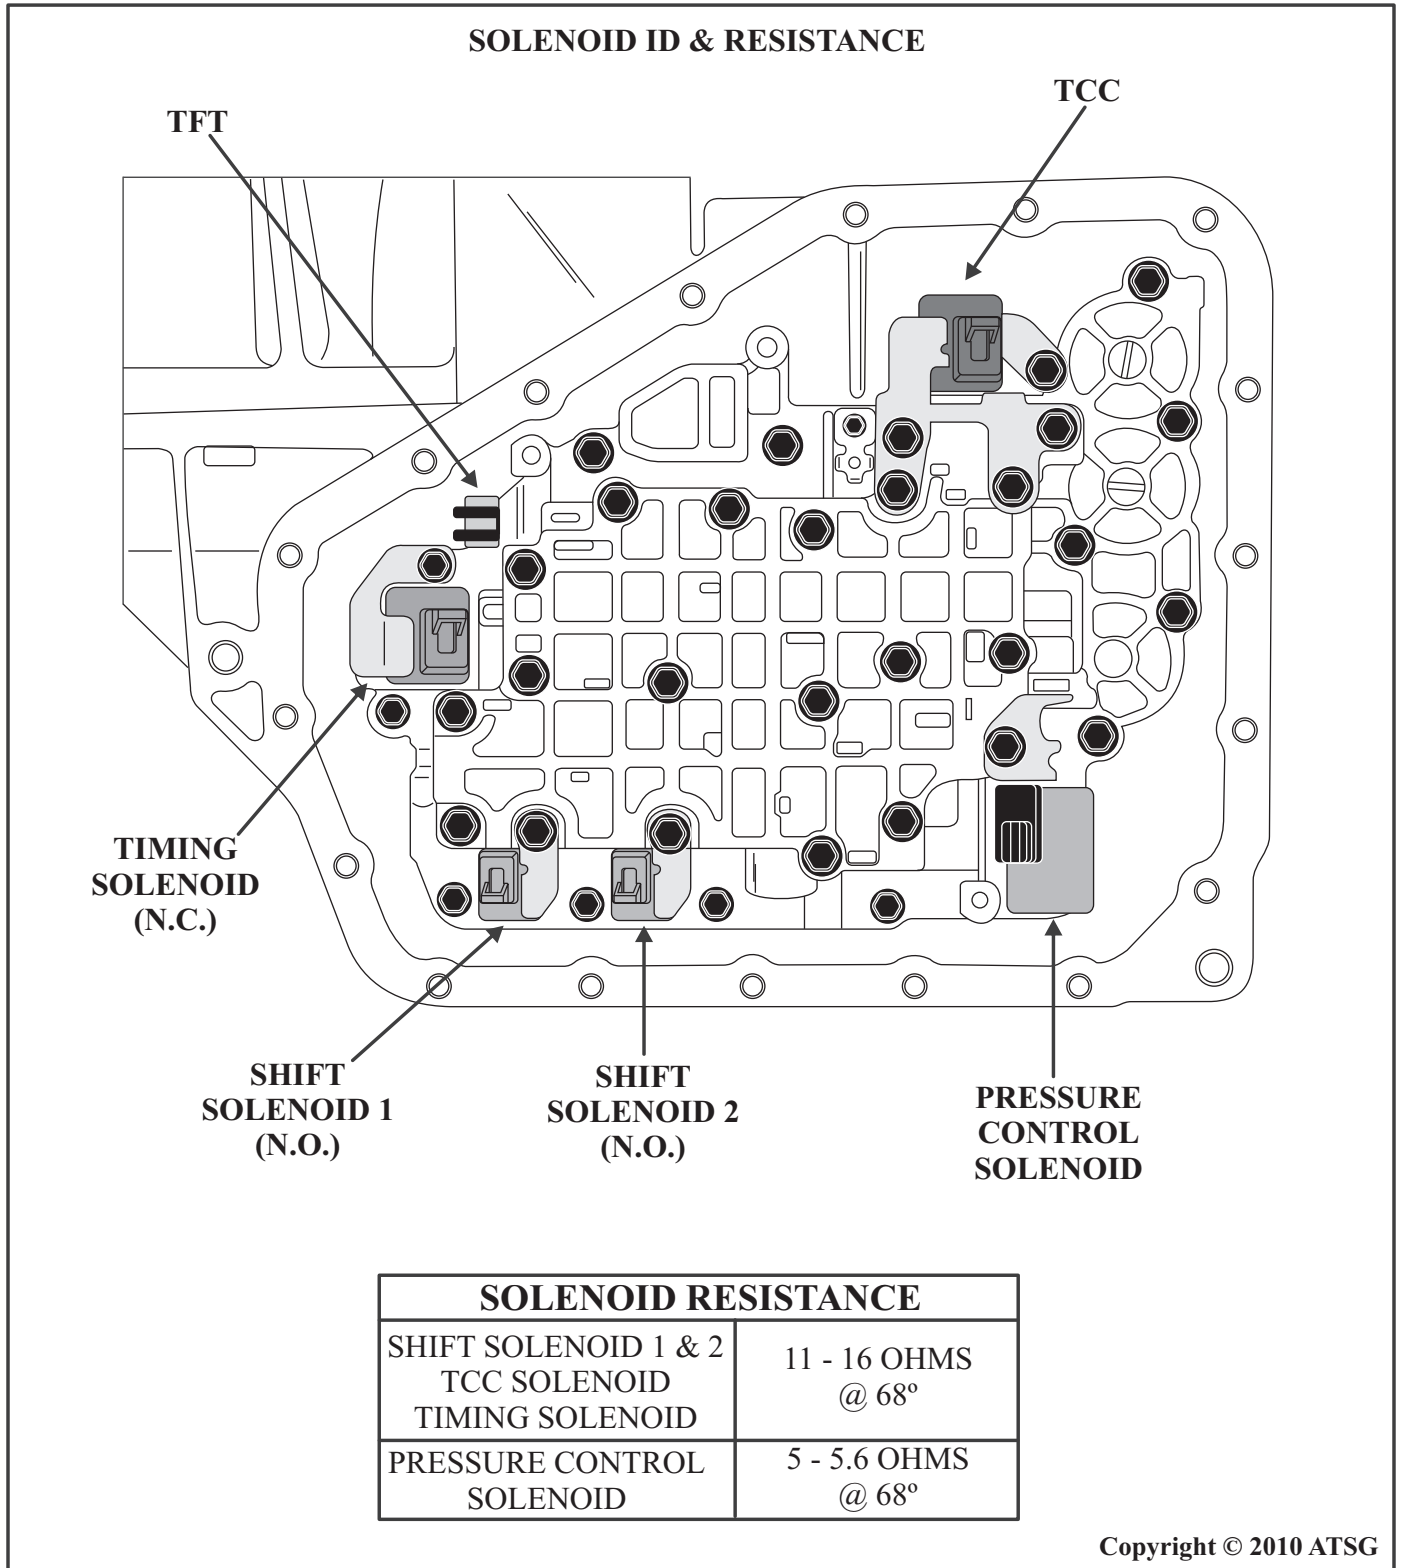 SOLENOID ID & RESISTANCE
TCC
TFT
TIMING
SOLENOID
(N.C.)
SHIFT
SOLENOID 1
(N.O.)
SHIFT
SOLENOID 2
(N.O.)
PRESSURE
CONTROL
SOLENOID
SOLENOID RESISTANCE
SHIFT SOLENOID 1 & 2
TCC SOLENOID
TIMING SOLENOID
11 - 16 OHMS
@ 68º
PRESSURE CONTROL
SOLENOID
5 - 5.6 OHMS
@ 68º
Copyright © 2010 ATSG